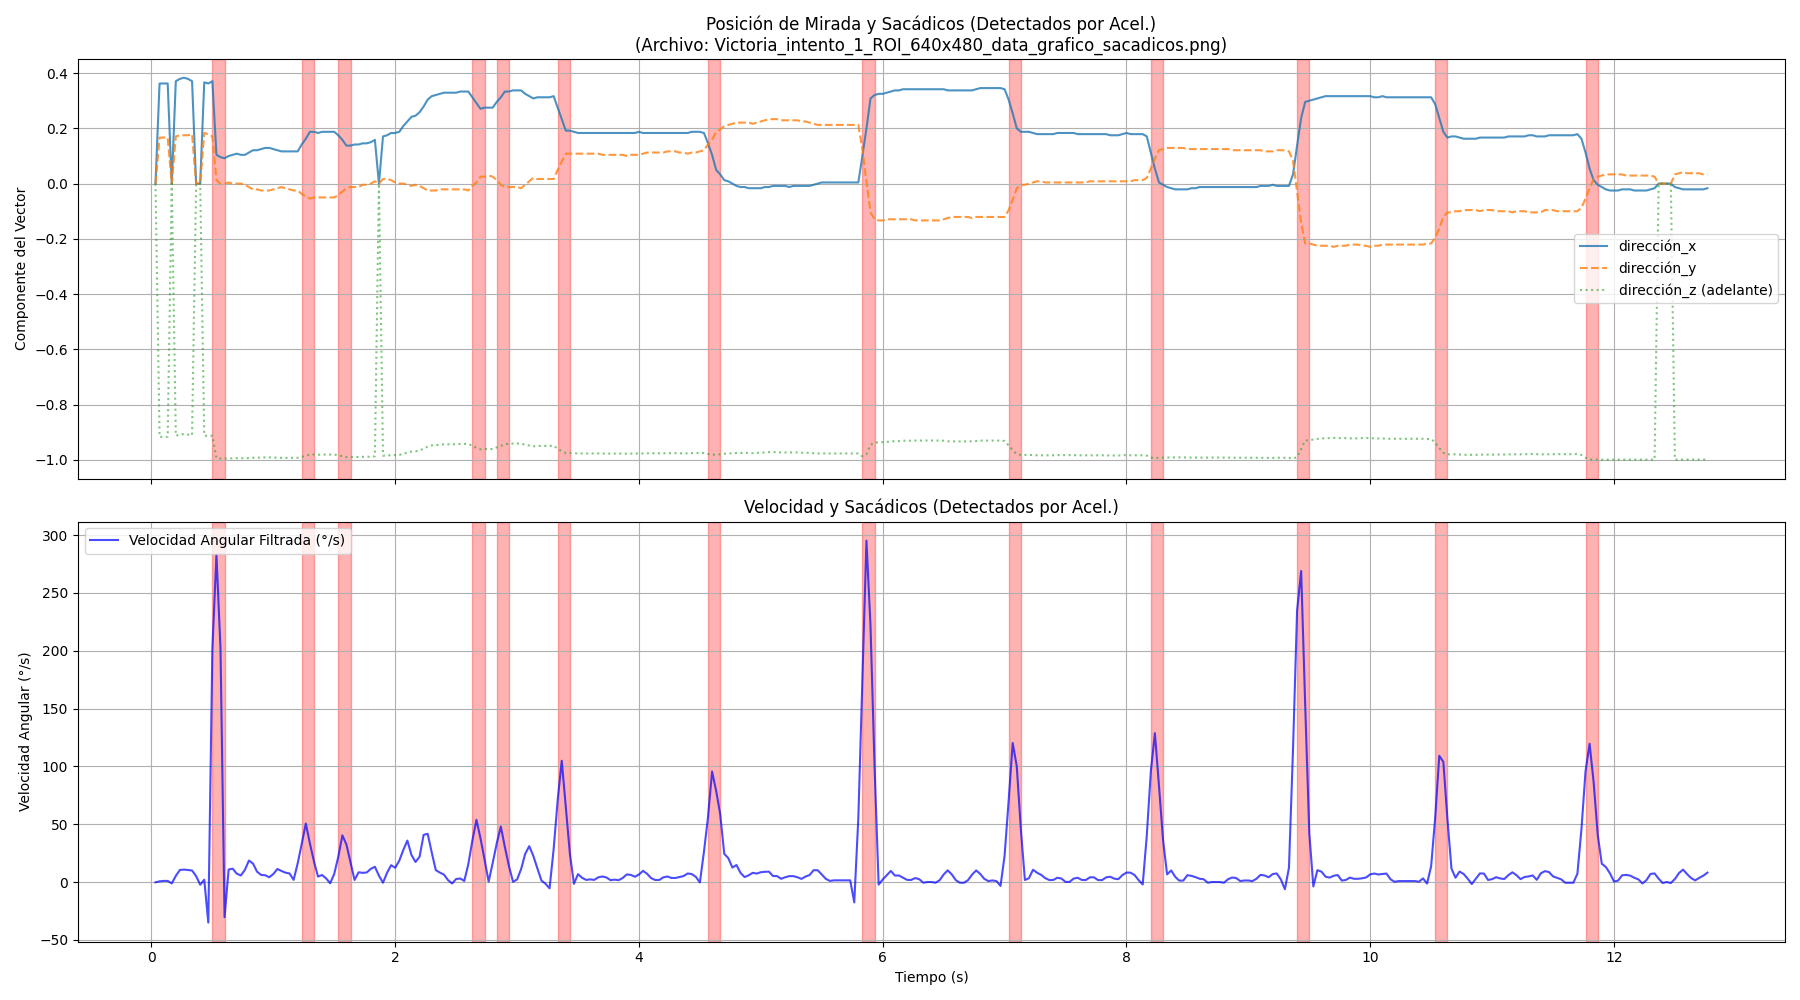 Posición de Mirada y Sacádicos (Detectados por Acel.)
(Archivo: Victoria_intento_1_ROI_640x480_data_grafico_sacadicos.png)
Componente del Vector
0.4
0.2
0.0
−0.2
−0.4
−0.6
−0.8
−1.0
dirección_x
dirección_y
dirección_z (adelante)
Velocidad y Sacádicos (Detectados por Acel.)
Velocidad Angular (°/s)
300
250
200
150
100
50
0
−50
Velocidad Angular Filtrada (°/s)
0 2 4 6 8 10 12
Tiempo (s)